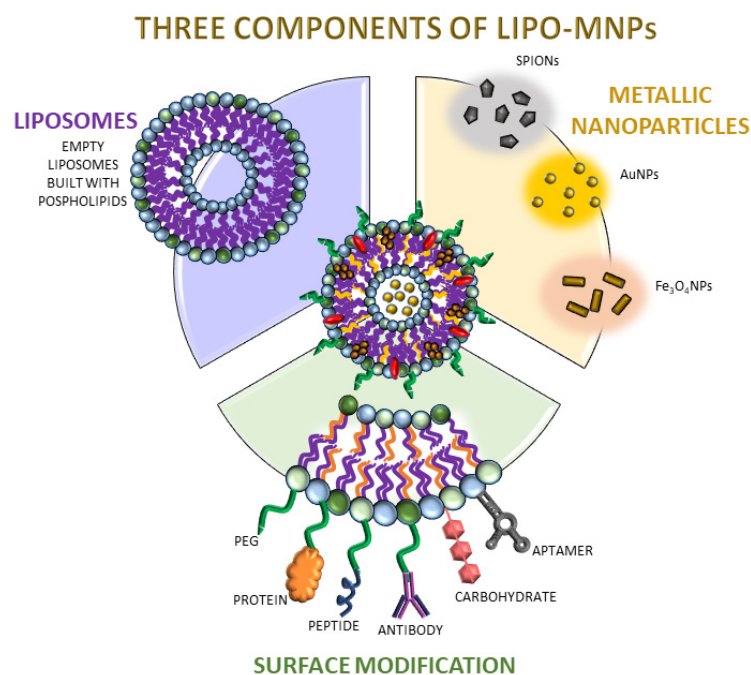 THREE COMPONENTS OF LIPO-MNPs
LIPOSOMES
EMPTY
LIPOSOMES
BUILT WITH
POSPHOLIPIDS
SPIONs
METALLIC
NANOPARTICLES
AuNPs
Fe₃O₄NPs
PEG
PROTEIN
PEPTIDE
ANTIBODY
CARBOHYDRATE
APTAMER
SURFACE MODIFICATION